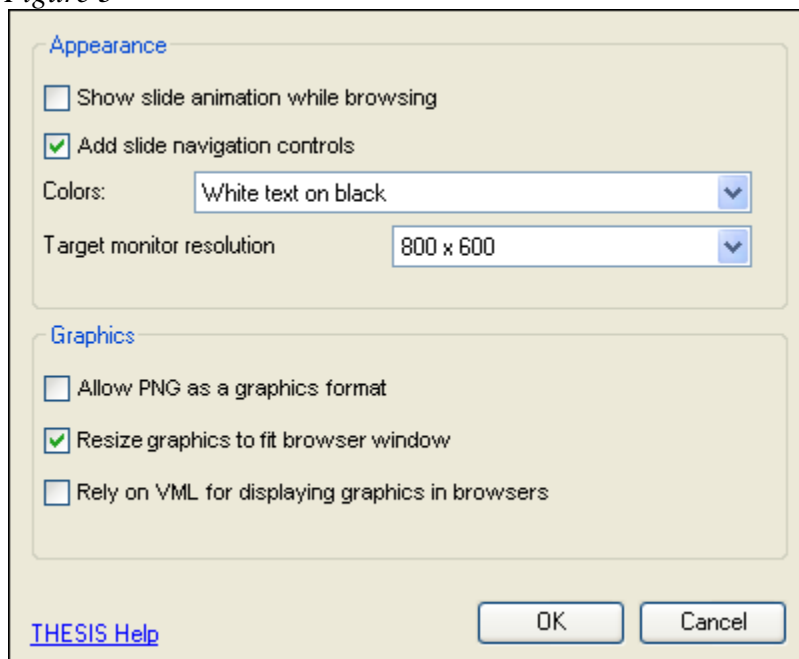 Appearance
Show slide animation while browsing
Add slide navigation controls
Colors: White text on black
Target monitor resolution 800 x 600
Graphics
Allow PNG as a graphics format
Resize graphics to fit browser window
Rely on VML for displaying graphics in browsers
THESIS Help OK Cancel